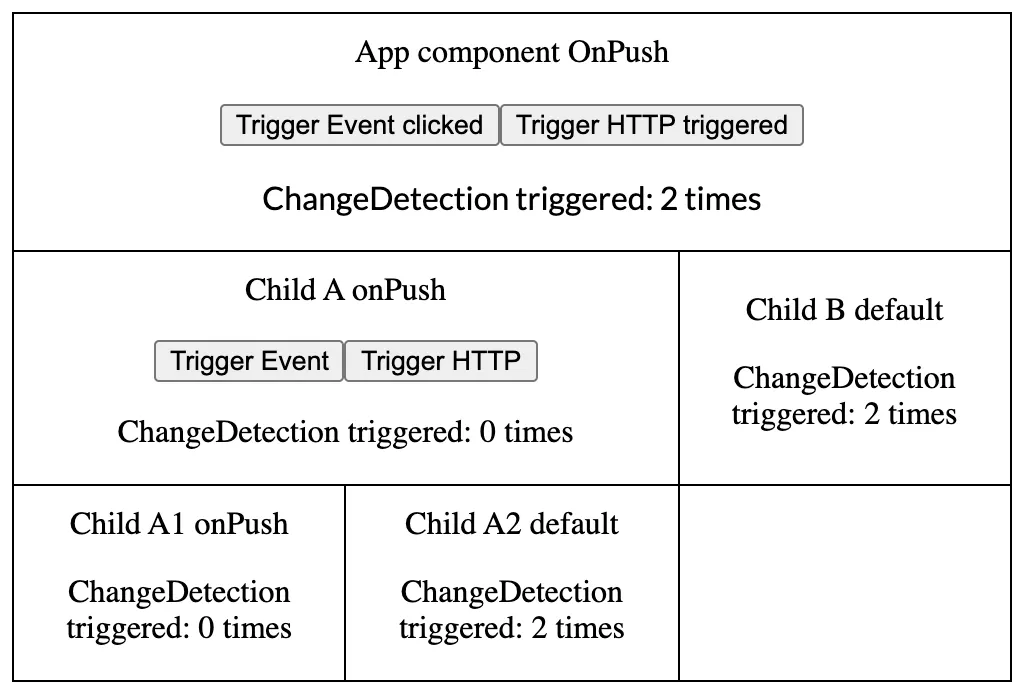 App component OnPush
Trigger Event clicked Trigger HTTP triggered
ChangeDetection triggered: 2 times
Child A onPush
Trigger Event Trigger HTTP
ChangeDetection triggered: 0 times
Child B default
ChangeDetection
triggered: 2 times
Child A1 onPush
ChangeDetection
triggered: 0 times
Child A2 default
ChangeDetection
triggered: 2 times